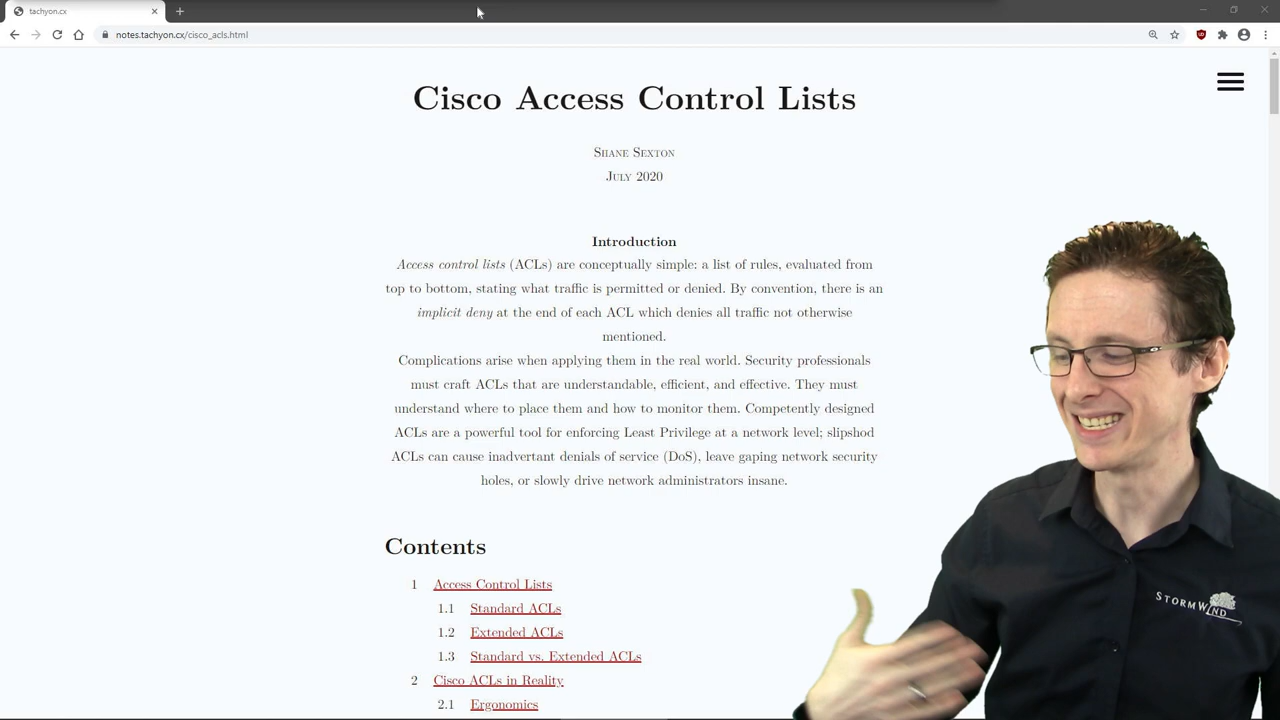 tachyon.cx
notes.tachyon.cx/cisco_acls.html
Cisco Access Control Lists
Shane Sexton
July 2020
Introduction
Access control lists (ACLs) are conceptually simple: a list of rules, evaluated from
top to bottom, stating what traffic is permitted or denied. By convention, there is an
implicit deny at the end of each ACL which denies all traffic not otherwise
mentioned.
Complications arise when applying them in the real world. Security professionals
must craft ACLs that are understandable, efficient, and effective. They must
understand where to place them and how to monitor them. Competently designed
ACLs are a powerful tool for enforcing Least Privilege at a network level; slipshod
ACLs can cause inadvertent denials of service (DoS), leave gaping network security
holes, or slowly drive network administrators insane.
Contents
1 Access Control Lists
1.1 Standard ACLs
1.2 Extended ACLs
1.3 Standard vs. Extended ACLs
2 Cisco ACLs in Reality
2.1 Ergonomics
StormWind